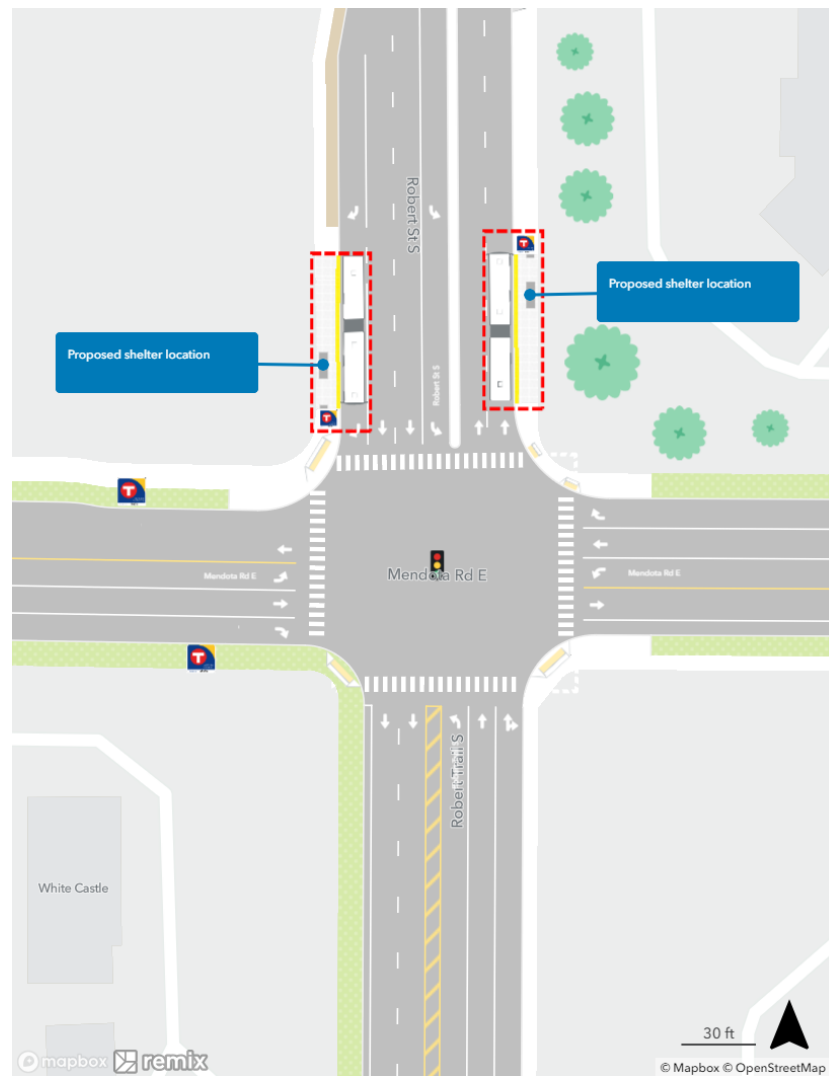 Robert St S
Proposed shelter location
Proposed shelter location
Robert St S
Mendota Rd E
Mendota Rd E
Mendota Rd E
Robert Trail S
White Castle
30 ft
mapbox remix
© Mapbox © OpenStreetMap